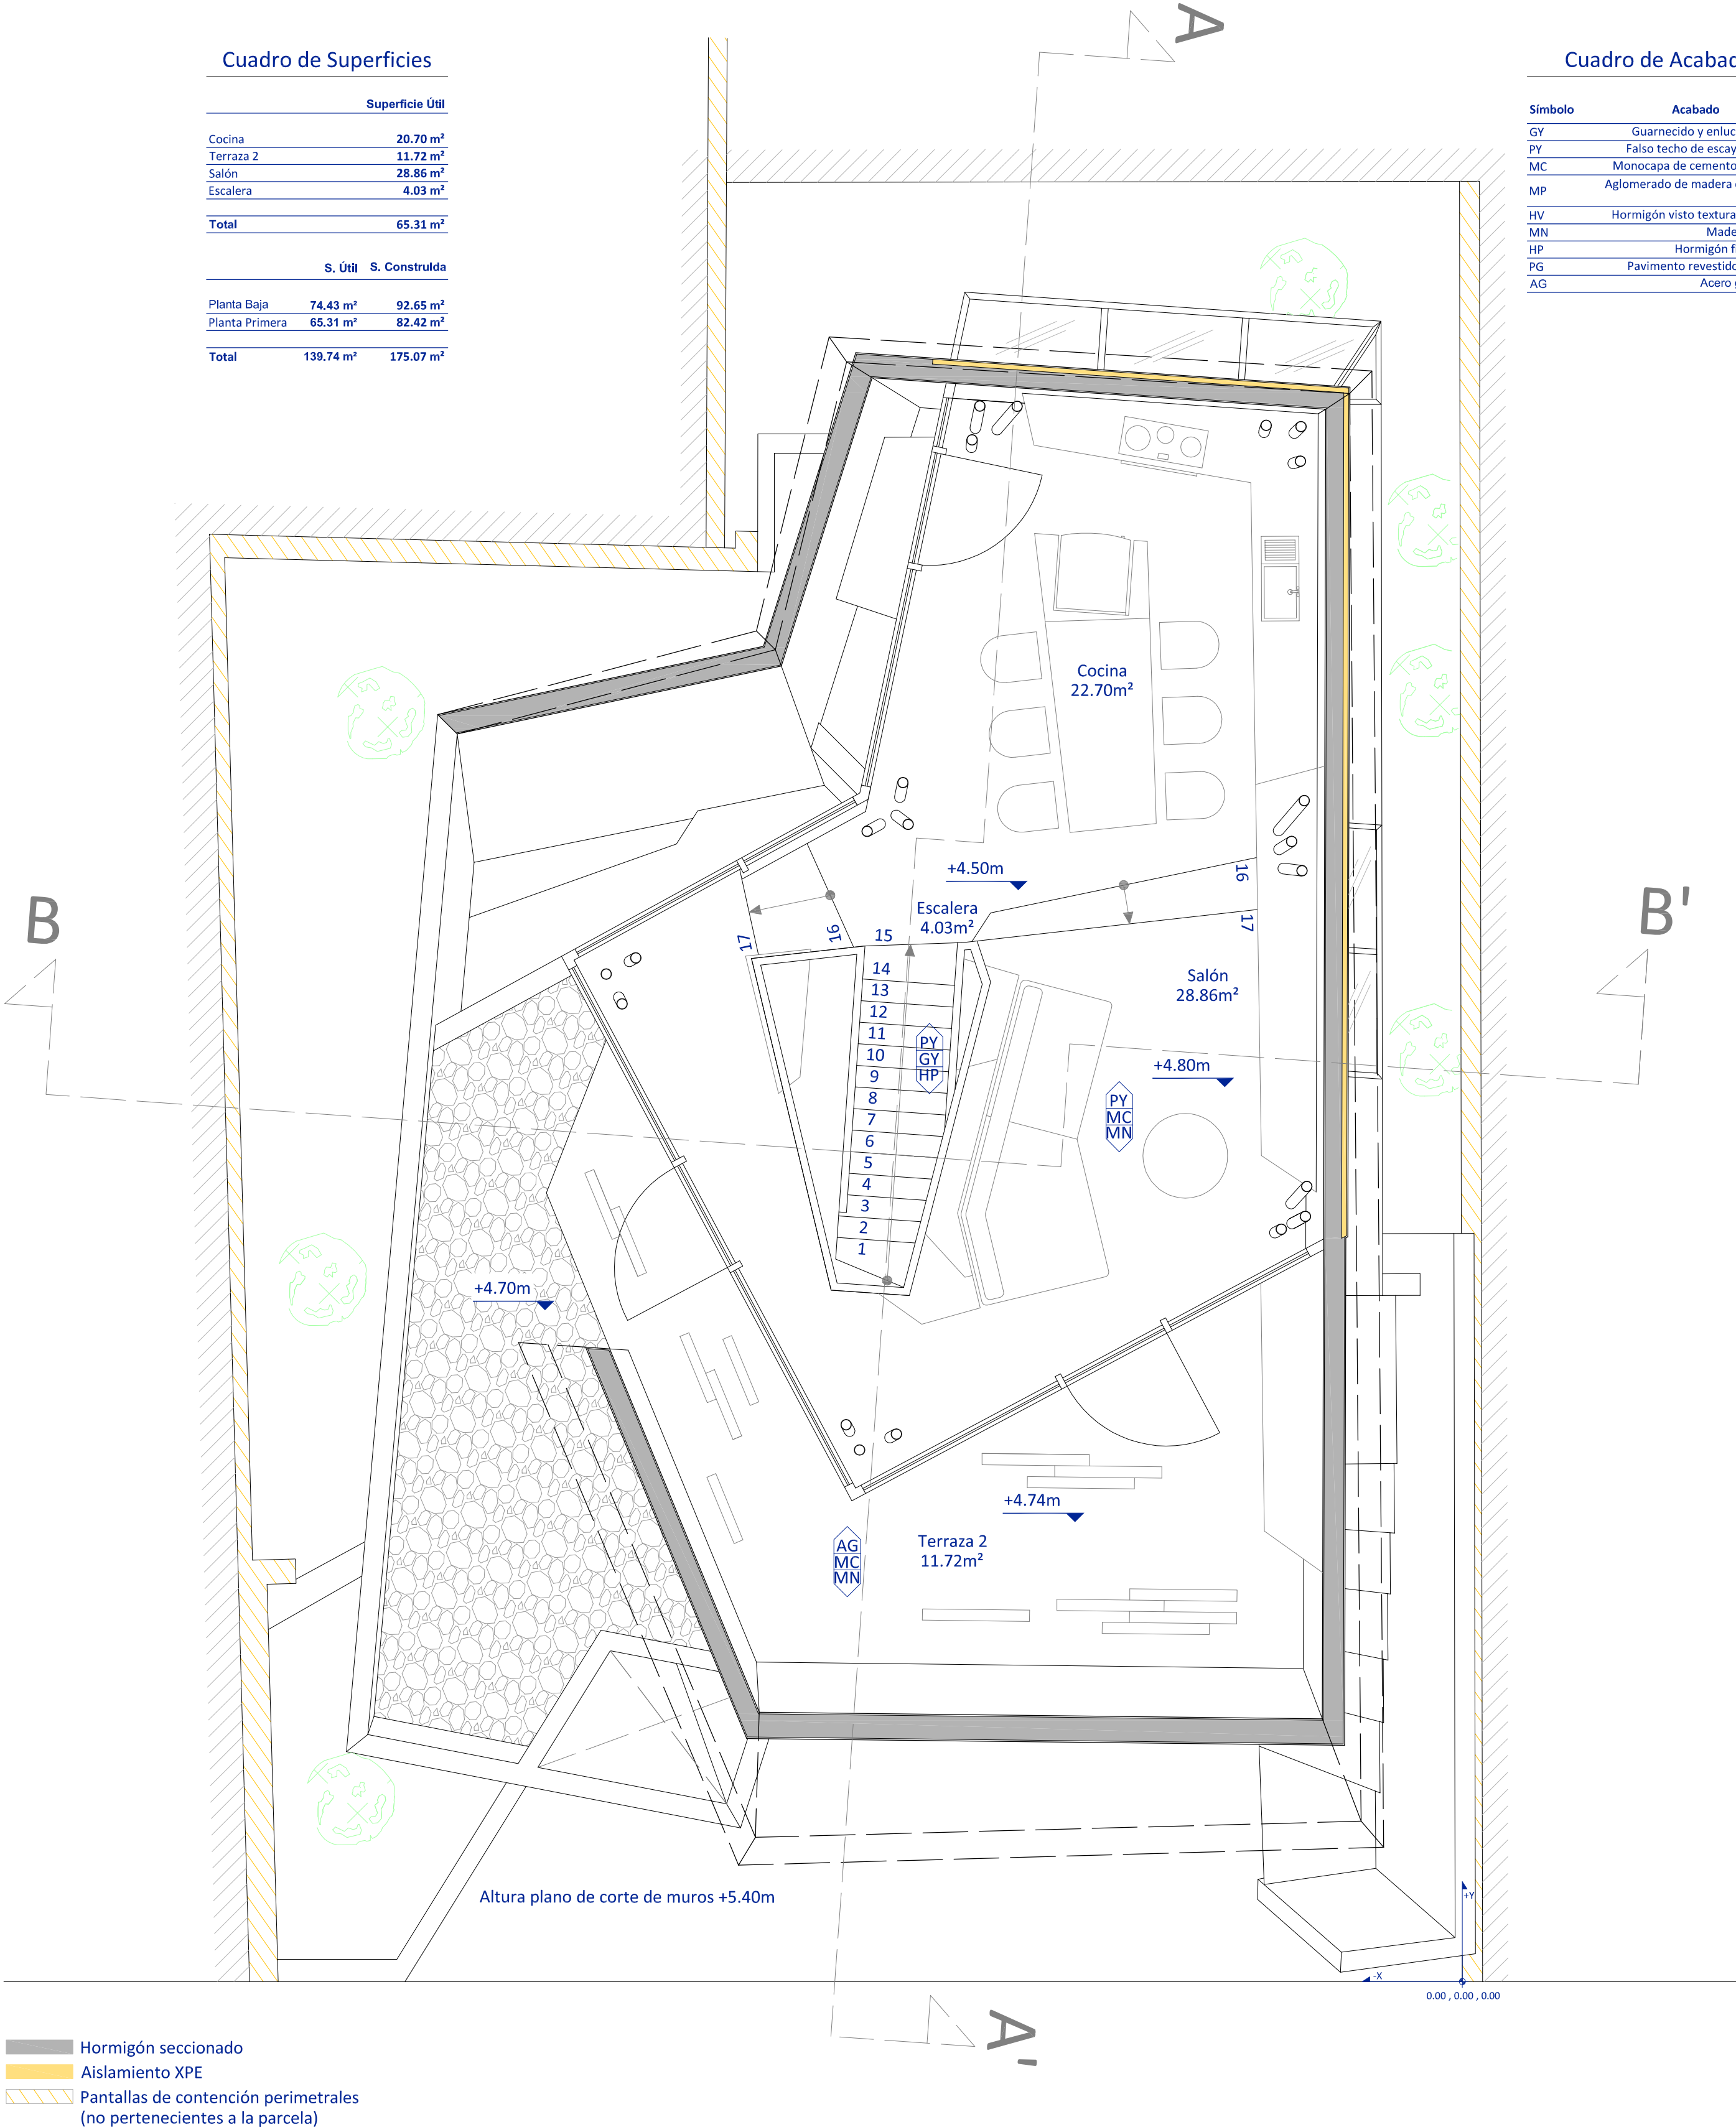 A
Cuadro de Superficies
Superficie Útil
Cocina 20.70 m²
Terraza 2 11.72 m²
Salón 28.86 m²
Escalera 4.03 m²
Total 65.31 m²
S. Útil S. Construlda
Planta Baja 74.43 m² 92.65 m²
Planta Primera 65.31 m² 82.42 m²
Total 139.74 m² 175.07 m²
Cuadro de
Símbolo Acabado
GY Guarnecido y
PY Falso techo de
MC Monocapa de cemento
MP Aglomerado de madera
HV Hormigón visto
MN
HP Hormigón
PG Pavimento
AG Acero
Cocina
22.70m²
+4.50m
16
17
Escalera
4.03m²
17
16
15
14
13
12
11
10
9
8
7
6
5
4
3
2
1
PY
GY
HP
B
B'
Salón
28.86m²
+4.80m
PY
MC
MN
+4.70m
+4.74m
Terraza 2
11.72m²
AG
MC
MN
Altura plano de corte de muros +5.40m
+Y
-X
0.00 , 0.00 , 0.00
A'
Hormigón seccionado
Aislamiento XPE
Pantallas de contención perimetrales
(no pertenecientes a la parcela)